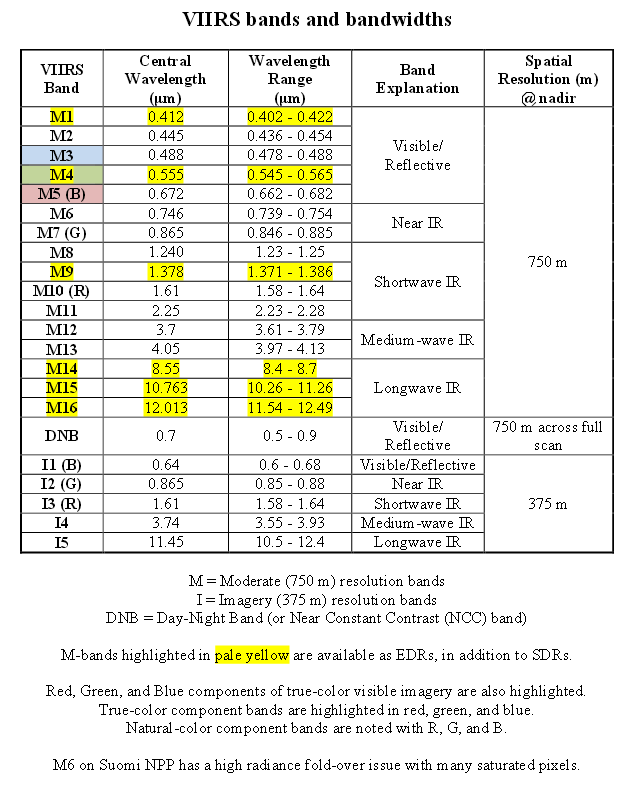 VIIRS bands and bandwidths
VIIRS Band Central Wavelength (µm) Wavelength Range (µm) Band Explanation Spatial Resolution (m) @ nadir
M1 0.412 0.402 - 0.422 Visible/ Reflective 750 m
M2 0.445 0.436 - 0.454
M3 0.488 0.478 - 0.488
M4 0.555 0.545 - 0.565
M5 (B) 0.672 0.662 - 0.682
M6 0.746 0.739 - 0.754 Near IR
M7 (G) 0.865 0.846 - 0.885
M8 1.240 1.23 - 1.25 Shortwave IR
M9 1.378 1.371 - 1.386
M10 (R) 1.61 1.58 - 1.64
M11 2.25 2.23 - 2.28
M12 3.7 3.61 - 3.79 Medium-wave IR
M13 4.05 3.97 - 4.13
M14 8.55 8.4 - 8.7 Longwave IR
M15 10.763 10.26 - 11.26
M16 12.013 11.54 - 12.49
DNB 0.7 0.5 - 0.9 Visible/ Reflective 750 m across full scan
I1 (B) 0.64 0.6 - 0.68 Visible/Reflective 375 m
I2 (G) 0.865 0.85 - 0.88 Near IR
I3 (R) 1.61 1.58 - 1.64 Shortwave IR
I4 3.74 3.55 - 3.93 Medium-wave IR
I5 11.45 10.5 - 12.4 Longwave IR
M = Moderate (750 m) resolution bands
I = Imagery (375 m) resolution bands
DNB = Day-Night Band (or Near Constant Contrast (NCC) band)
M-bands highlighted in pale yellow are available as EDRs, in addition to SDRs.
Red, Green, and Blue components of true-color visible imagery are also highlighted.
True-color component bands are highlighted in red, green, and blue.
Natural-color component bands are noted with R, G, and B.
M6 on Suomi NPP has a high radiance fold-over issue with many saturated pixels.